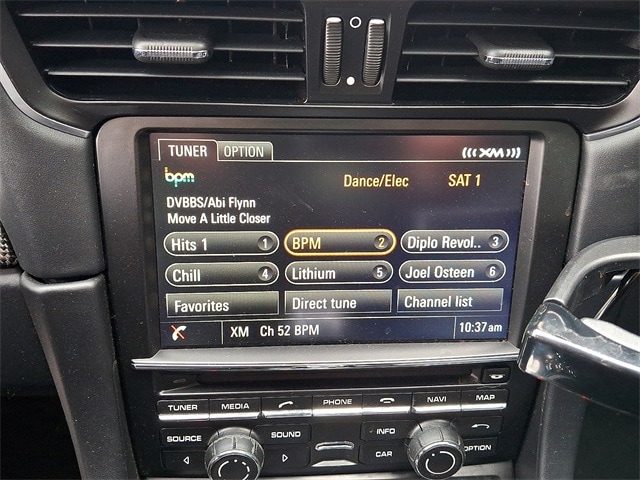 TUNER OPTION (((XM)))
bpm Dance/Elec SAT 1
DVBBS/Abi Flynn
Move A Little Closer
Hits 1 1 BPM 2 Diplo Revol.. 3
Chill 4 Lithium 5 Joel Osteen 6
Favorites Direct tune Channel list
XM Ch 52 BPM 10:37am
TUNER MEDIA PHONE NAVI MAP
SOURCE SOUND INFO
CAR OPTION